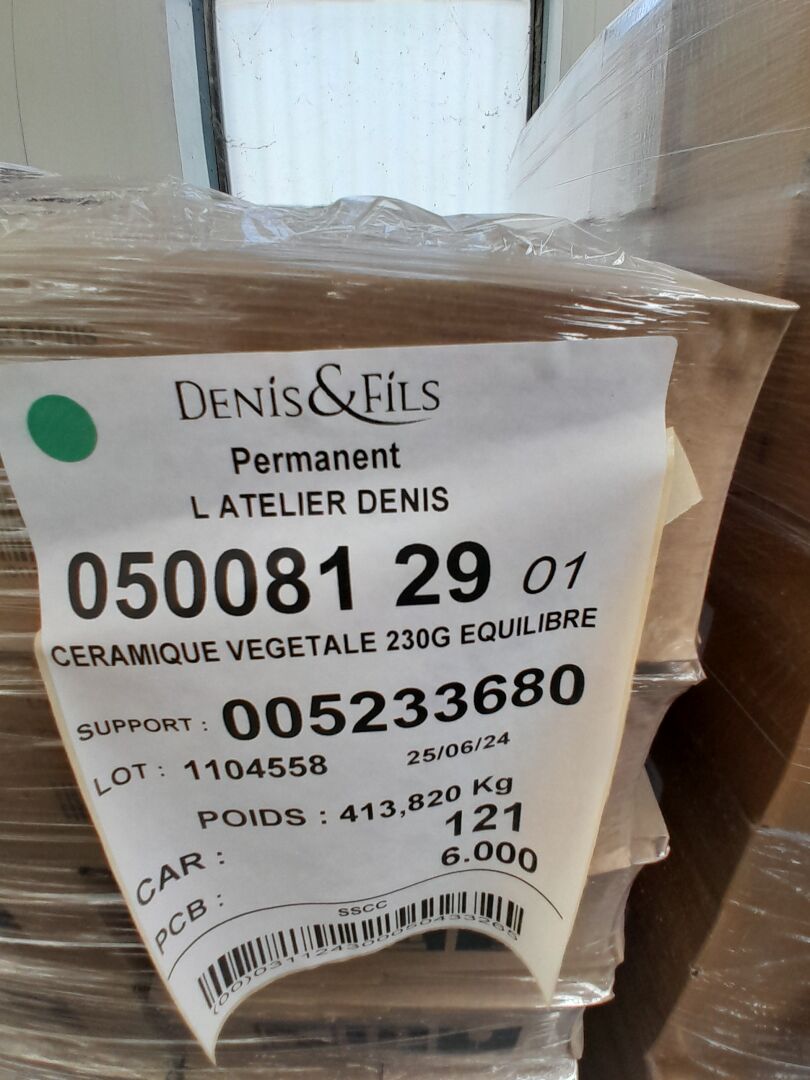 DENIS&FILS
Permanent
L ATELIER DENIS
050081 29 01
CERAMIQUE VEGETALE 230G EQUILIBRE
SUPPORT : 005233680
LOT : 1104558 25/06/24
POIDS : 413,820 Kg
CAR : 121
PCB : 6.000
SSCC